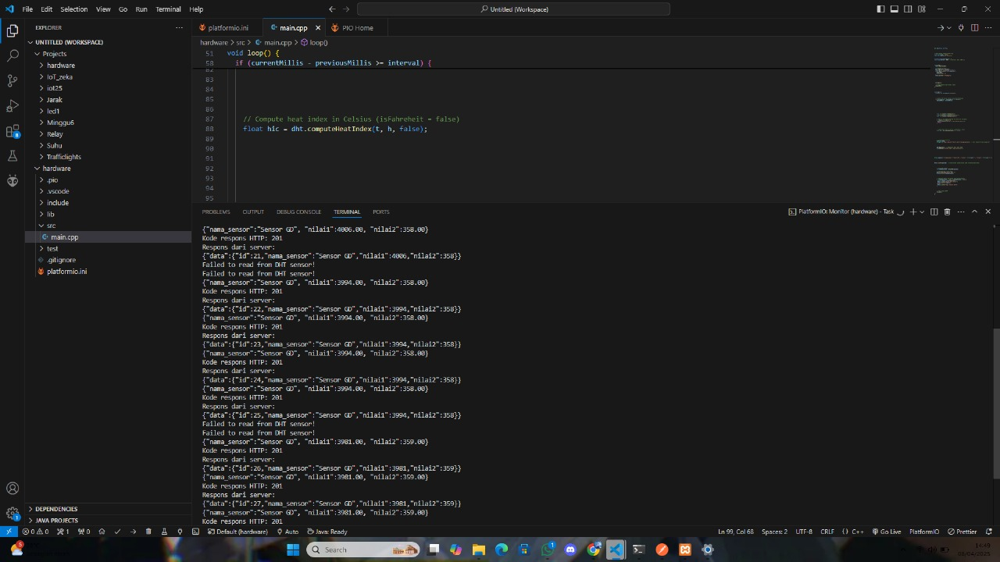 File Edit Selection View Go Run Terminal Help
Untitled (Workspace)
EXPLORER
UNTITLED (WORKSPACE)
Projects
hardware
IoT_zeka
iot25
Jarak
led1
Minggu6
Relay
Suhu
Trafficlights
hardware
.pio
.vscode
include
lib
src
main.cpp
test
.gitignore
platformio.ini
DEPENDENCIES
JAVA PROJECTS
platformio.ini main.cpp PIO Home
hardware > src > main.cpp > loop()
51 void loop() {
58 if (currentMillis - previousMillis >= interval) {
82
83
84
85
86
87 // Compute heat index in Celsius (isFahreheit = false)
88 float hic = dht.computeHeatIndex(t, h, false);
89
90
91
92
93
94
95
PROBLEMS OUTPUT DEBUG CONSOLE TERMINAL PORTS
PlatformIO: Monitor (hardware) - Task
{"nama_sensor":"Sensor GD", "nilai1":4006.00, "nilai2":358.00}
Kode respons HTTP: 201
Respons dari server:
{"data":{"id":21,"nama_sensor":"Sensor GD","nilai1":4006,"nilai2":358}}
Failed to read from DHT sensor!
Failed to read from DHT sensor!
{"nama_sensor":"Sensor GD", "nilai1":3994.00, "nilai2":358.00}
Kode respons HTTP: 201
Respons dari server:
{"data":{"id":22,"nama_sensor":"Sensor GD","nilai1":3994,"nilai2":358}}
{"nama_sensor":"Sensor GD", "nilai1":3994.00, "nilai2":358.00}
Kode respons HTTP: 201
Respons dari server:
{"data":{"id":23,"nama_sensor":"Sensor GD","nilai1":3994,"nilai2":358}}
{"nama_sensor":"Sensor GD", "nilai1":3994.00, "nilai2":358.00}
Kode respons HTTP: 201
Respons dari server:
{"data":{"id":24,"nama_sensor":"Sensor GD","nilai1":3994,"nilai2":358}}
{"nama_sensor":"Sensor GD", "nilai1":3994.00, "nilai2":358.00}
Kode respons HTTP: 201
Respons dari server:
{"data":{"id":25,"nama_sensor":"Sensor GD","nilai1":3994,"nilai2":358}}
Failed to read from DHT sensor!
Failed to read from DHT sensor!
{"nama_sensor":"Sensor GD", "nilai1":3981.00, "nilai2":359.00}
Kode respons HTTP: 201
Respons dari server:
{"data":{"id":26,"nama_sensor":"Sensor GD","nilai1":3981,"nilai2":359}}
{"nama_sensor":"Sensor GD", "nilai1":3981.00, "nilai2":359.00}
Kode respons HTTP: 201
Respons dari server:
{"data":{"id":27,"nama_sensor":"Sensor GD","nilai1":3981,"nilai2":359}}
{"nama_sensor":"Sensor GD", "nilai1":3981.00, "nilai2":359.00}
Kode respons HTTP: 201
0 0 1 0 Default (hardware) Auto Java: Ready Ln 99, Col 68 Spaces: 2 UTF-8 CRLF {} C++ Go Live PlatformIO Prettier
Search
14:49
08/04/2025